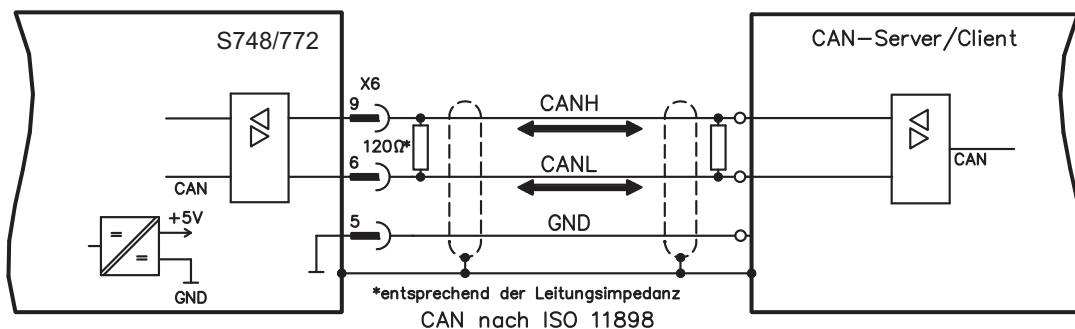 S748/772
CAN-Server/Client
X6
9
CANH
120Ω*
6
CANL
CAN
CAN
5
GND
+5V
=
=
GND
*entsprechend der Leitungsimpedanz
CAN nach ISO 11898